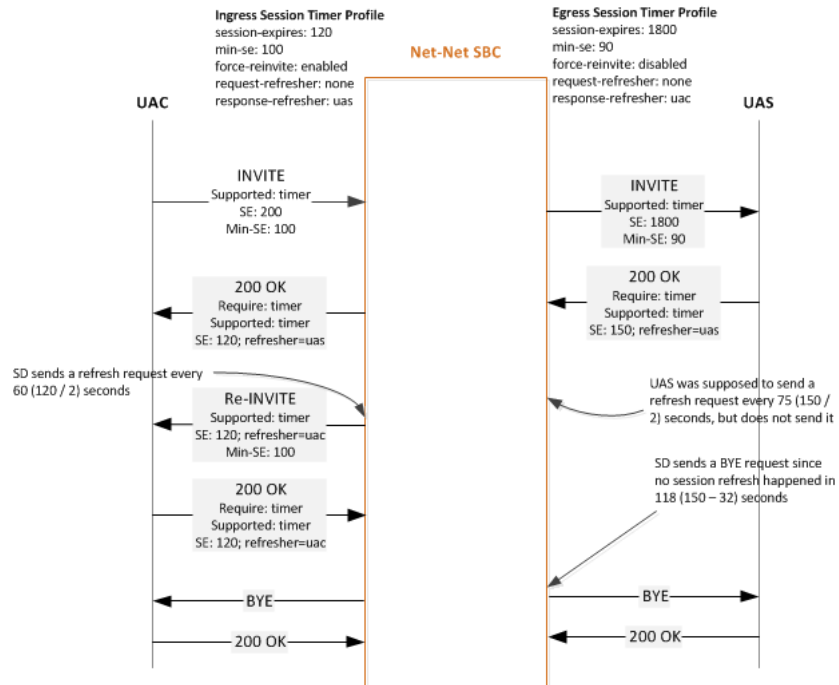 Ingress Session Timer Profile
session-expires: 120
min-se: 100
force-reinvite: enabled
request-refresher: none
response-refresher: uas
Net-Net SBC
Egress Session Timer Profile
session-expires: 1800
min-se: 90
force-reinvite: disabled
request-refresher: none
response-refresher: uac
UAC
UAS
INVITE
Supported: timer
SE: 200
Min-SE: 100
INVITE
Supported: timer
SE: 1800
Min-SE: 90
200 OK
Require: timer
Supported: timer
SE: 120; refresher=uas
200 OK
Require: timer
Supported: timer
SE: 150; refresher=uas
SD sends a refresh request every
60 (120 / 2) seconds
UAS was supposed to send a
refresh request every 75 (150 /
2) seconds, but does not send it
Re-INVITE
Supported: timer
SE: 120; refresher=uac
Min-SE: 100
SD sends a BYE request since
no session refresh happened in
118 (150 – 32) seconds
200 OK
Require: timer
Supported: timer
SE: 120; refresher=uac
BYE
BYE
200 OK
200 OK